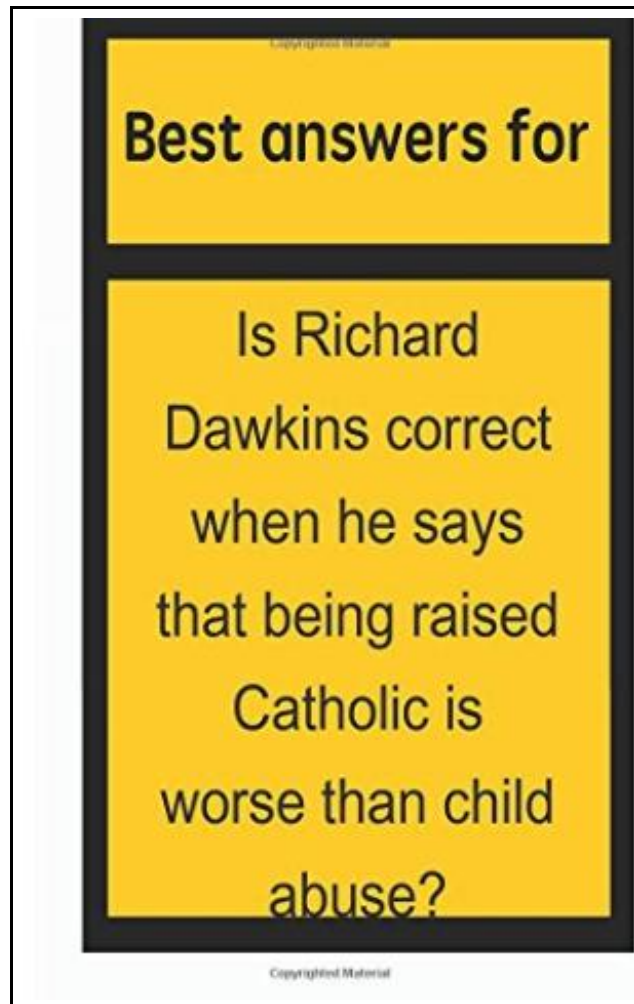 Copyrighted Material
Best answers for
Is Richard
Dawkins correct
when he says
that being raised
Catholic is
worse than child
abuse?
Copyrighted Material